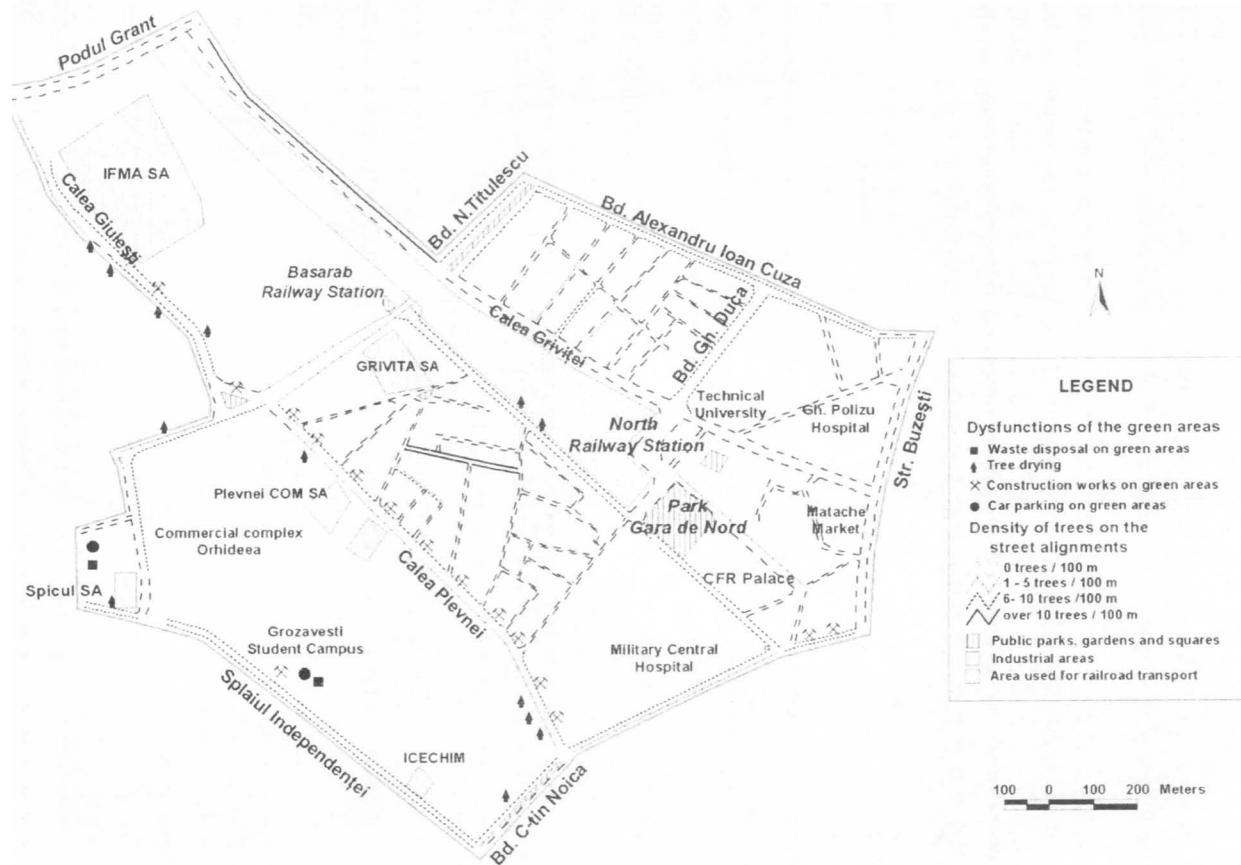 Podul Grant
IFMA SA
Calea Giuleşti
Bd. N.Titulescu
Bd. Alexandru Ioan Cuza
Basarab
Railway Station
Calea Griviţei
Bd. Gh. Duca
GRIVITA SA
Technical
University
Gh. Polizu
Hospital
North
Railway Station
Str. Buzeşti
Plevnei COM SA
Park
Gara de Nord
Matache
Market
Commercial complex
Orhideea
CFR Palace
Calea Plevnei
Spicul SA
Grozavesti
Student Campus
Military Central
Hospital
Splaiul Independenţei
ICECHIM
Bd. C-tin Noica
N
LEGEND
Dysfunctions of the green areas
Waste disposal on green areas
Tree drying
Construction works on green areas
Car parking on green areas
Density of trees on the
street alignments
0 trees / 100 m
1 - 5 trees / 100 m
6- 10 trees /100 m
over 10 trees / 100 m
Public parks, gardens and squares
Industrial areas
Area used for railroad transport
100 0 100 200 Meters